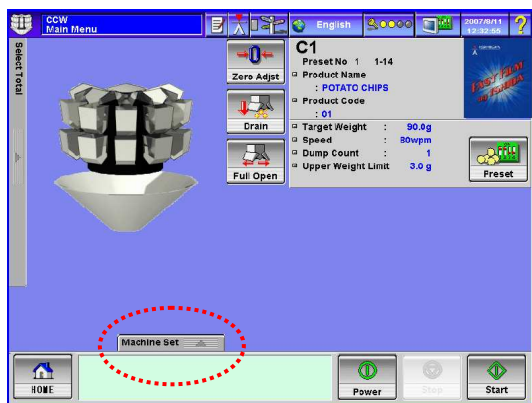 CCW
Main Menu
English
2007/8/11
13:32:55
?
Select Total
Zero Adjst
Drain
Full Open
C1
Preset No 1 1-14
Product Name
: POTATO CHIPS
Product Code
: 01
Target Weight : 90.0g
Speed : 80wpm
Dump Count : 1
Upper Weight Limit 3.0 g
Preset
Machine Set
HOME
Power
Stop
Start